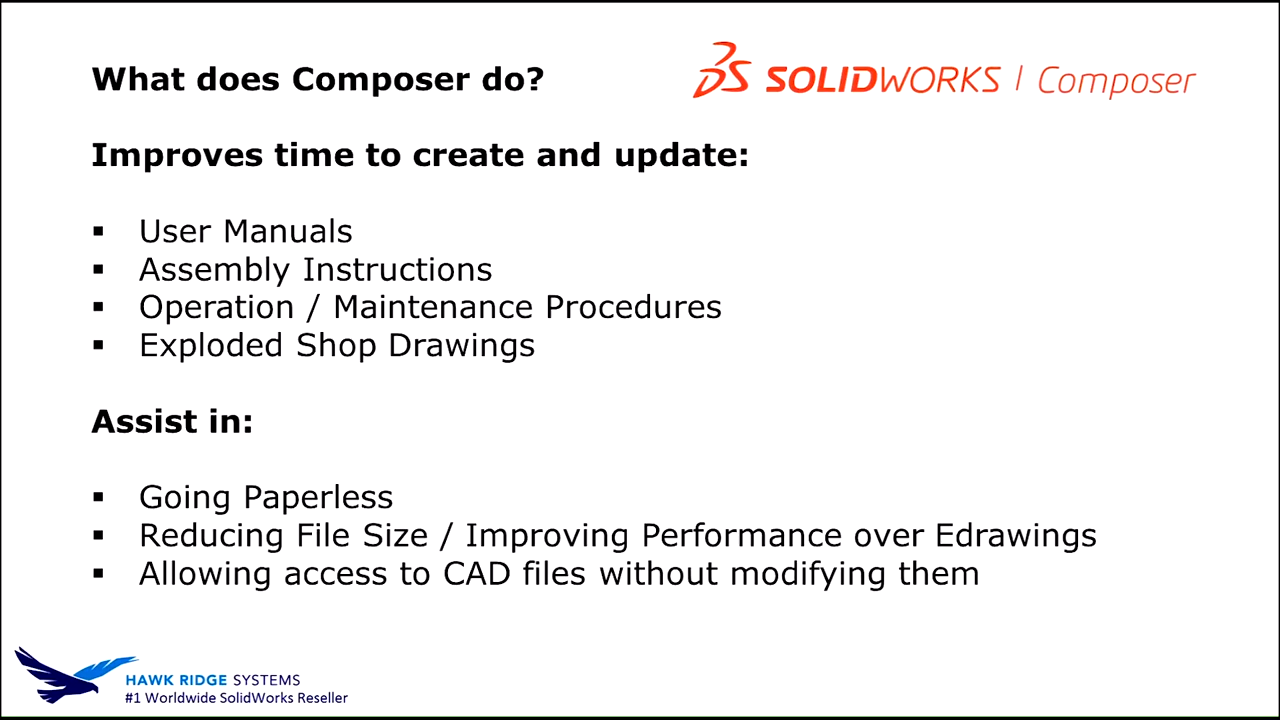 What does Composer do?
SOLIDWORKS | Composer
Improves time to create and update:
▪ User Manuals
▪ Assembly Instructions
▪ Operation / Maintenance Procedures
▪ Exploded Shop Drawings
Assist in:
▪ Going Paperless
▪ Reducing File Size / Improving Performance over Edrawings
▪ Allowing access to CAD files without modifying them
HAWK RIDGE SYSTEMS
#1 Worldwide SolidWorks Reseller